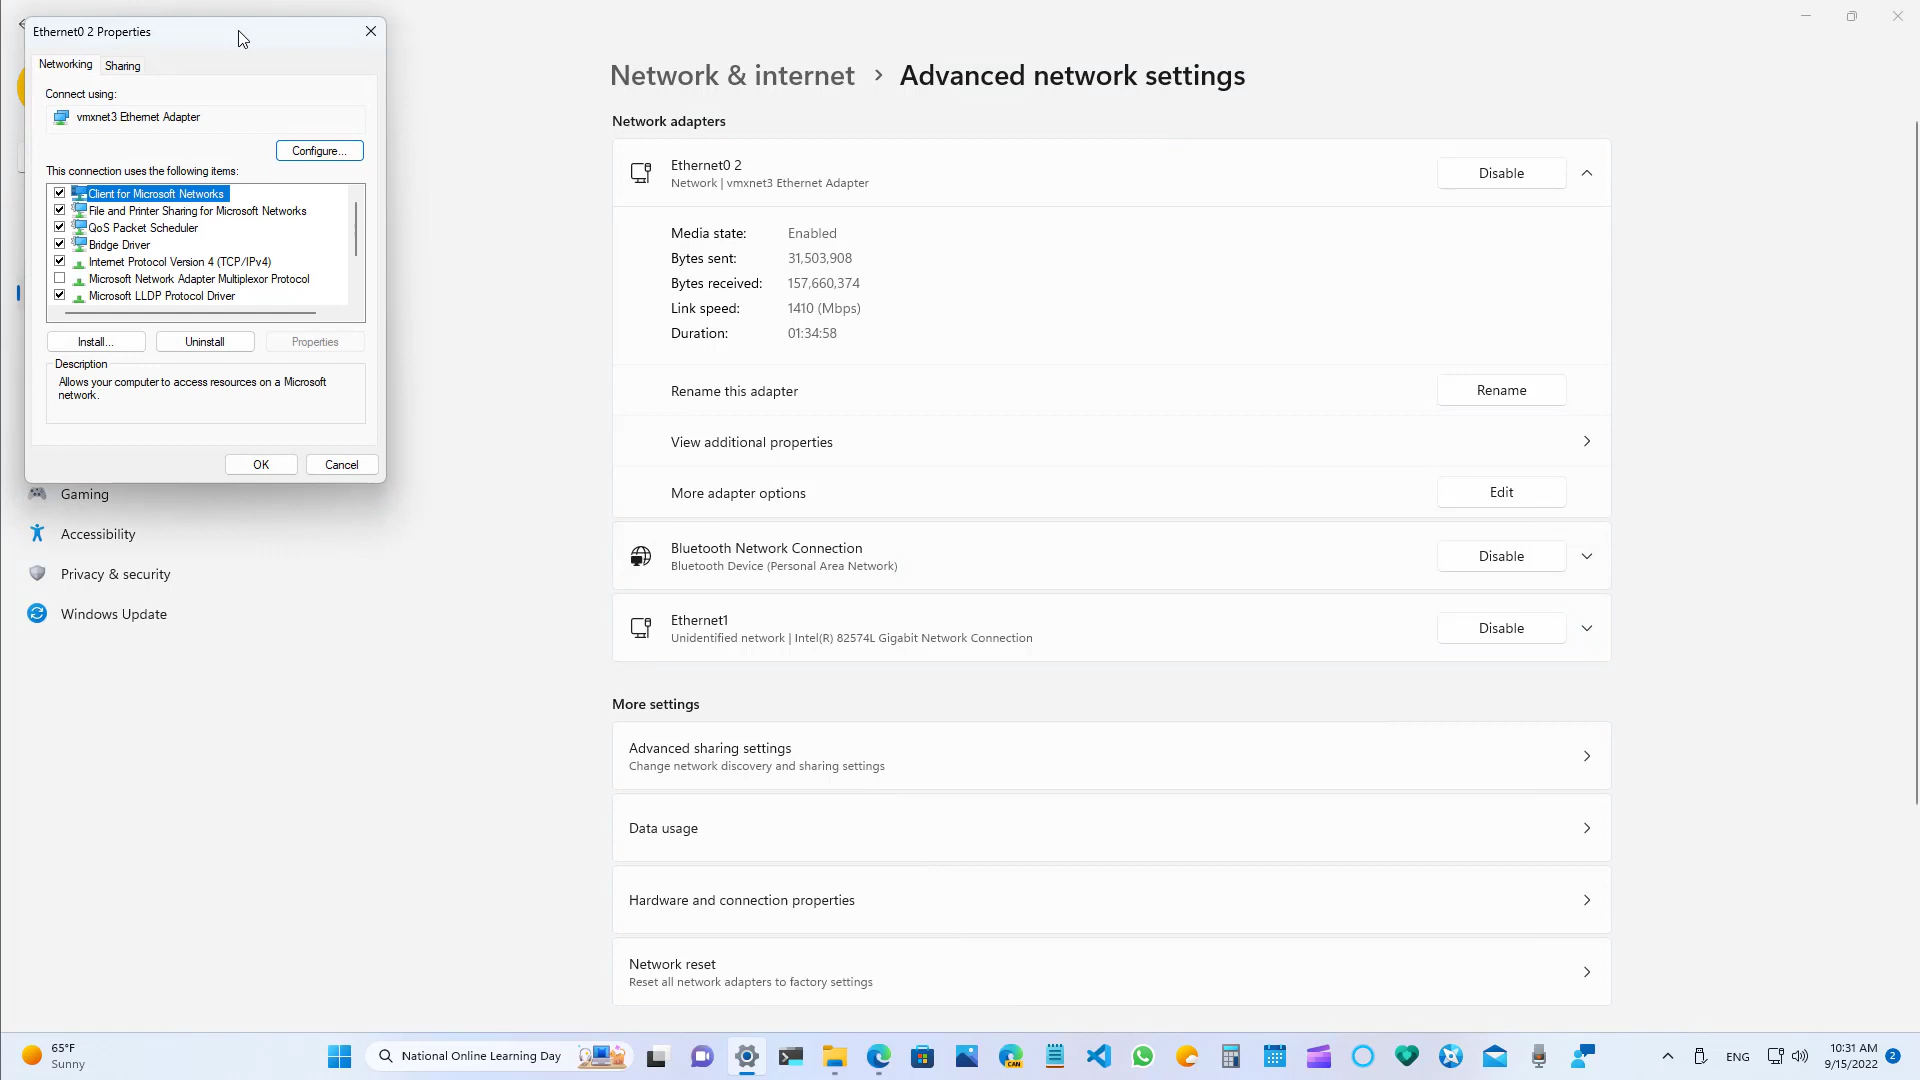 Ethernet0 2 Properties
Networking
Sharing
Connect using:
vmxnet3 Ethernet Adapter
Configure...
This connection uses the following items:
Client for Microsoft Networks
File and Printer Sharing for Microsoft Networks
QoS Packet Scheduler
Bridge Driver
Internet Protocol Version 4 (TCP/IPv4)
Microsoft Network Adapter Multiplexor Protocol
Microsoft LLDP Protocol Driver
Install...
Uninstall
Properties
Description
Allows your computer to access resources on a Microsoft
network.
OK
Cancel
Gaming
Accessibility
Privacy & security
Windows Update
Network & internet > Advanced network settings
Network adapters
Ethernet0 2
Network | vmxnet3 Ethernet Adapter
Disable
Media state: Enabled
Bytes sent: 31,503,908
Bytes received: 157,660,374
Link speed: 1410 (Mbps)
Duration: 01:34:58
Rename this adapter
Rename
View additional properties
More adapter options
Edit
Bluetooth Network Connection
Bluetooth Device (Personal Area Network)
Disable
Ethernet1
Unidentified network | Intel(R) 82574L Gigabit Network Connection
Disable
More settings
Advanced sharing settings
Change network discovery and sharing settings
Data usage
Hardware and connection properties
Network reset
Reset all network adapters to factory settings
65°F
Sunny
National Online Learning Day
CAN
ENG
10:31 AM
9/15/2022
2